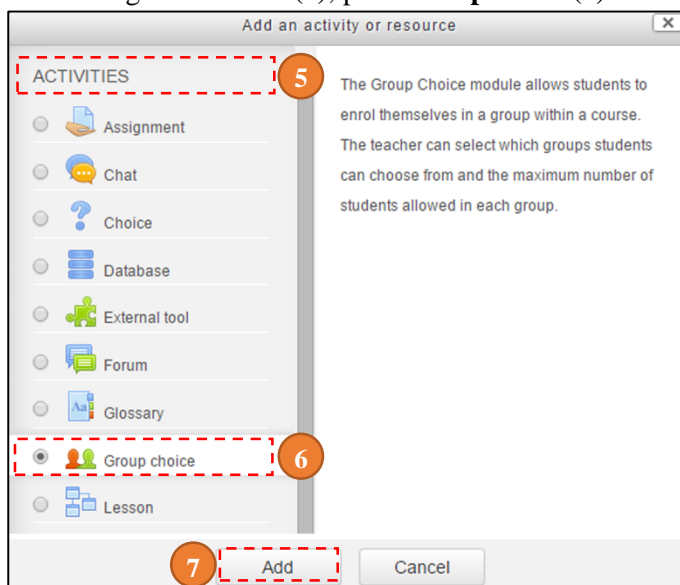 Add an activity or resource
ACTIVITIES
5
Assignment
Chat
Choice
Database
External tool
Forum
Glossary
Group choice
6
Lesson
The Group Choice module allows students to
enrol themselves in a group within a course.
The teacher can select which groups students
can choose from and the maximum number of
students allowed in each group.
7
Add
Cancel